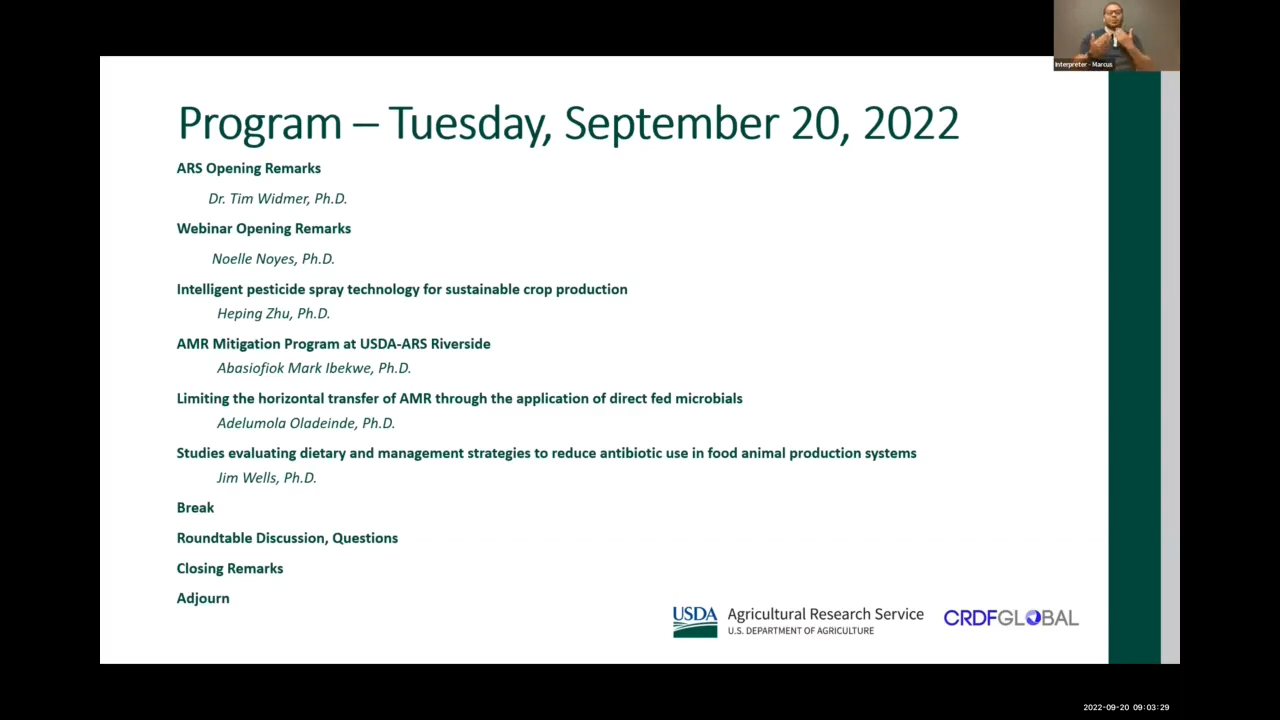 Interpreter - Marcus
Program – Tuesday, September 20, 2022
ARS Opening Remarks
Dr. Tim Widmer, Ph.D.
Webinar Opening Remarks
Noelle Noyes, Ph.D.
Intelligent pesticide spray technology for sustainable crop production
Heping Zhu, Ph.D.
AMR Mitigation Program at USDA-ARS Riverside
Abasiofiok Mark Ibekwe, Ph.D.
Limiting the horizontal transfer of AMR through the application of direct fed microbials
Adelumola Oladeinde, Ph.D.
Studies evaluating dietary and management strategies to reduce antibiotic use in food animal production systems
Jim Wells, Ph.D.
Break
Roundtable Discussion, Questions
Closing Remarks
Adjourn
USDA Agricultural Research Service
U.S. DEPARTMENT OF AGRICULTURE
CRDFGLOBAL
2022-09-20 09:03:29